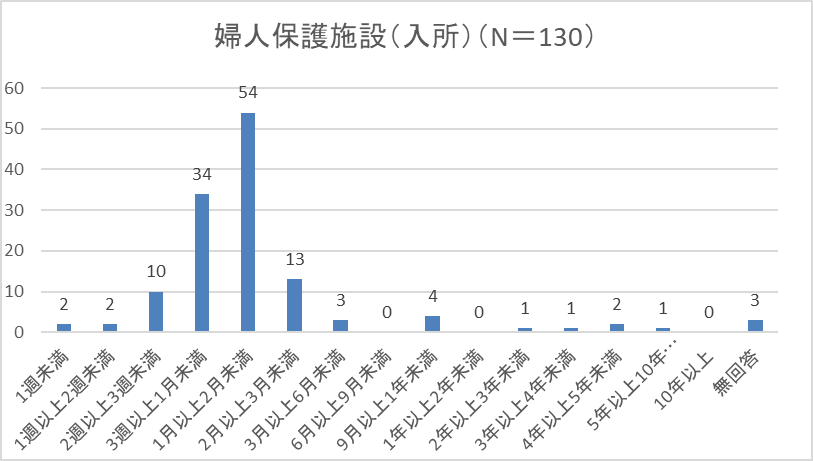 婦人保護施設（入所）（N＝130）
60
50
40
30
20
10
0
2
2
10
34
54
13
3
0
4
0
1
1
2
1
0
3
1週未満
1週以上2週未満
2週以上3週未満
3週以上1月未満
1月以上2月未満
2月以上3月未満
3月以上6月未満
6月以上9月未満
9月以上1年未満
1年以上2年未満
2年以上3年未満
3年以上4年未満
4年以上5年未満
5年以上10年…
10年以上
無回答